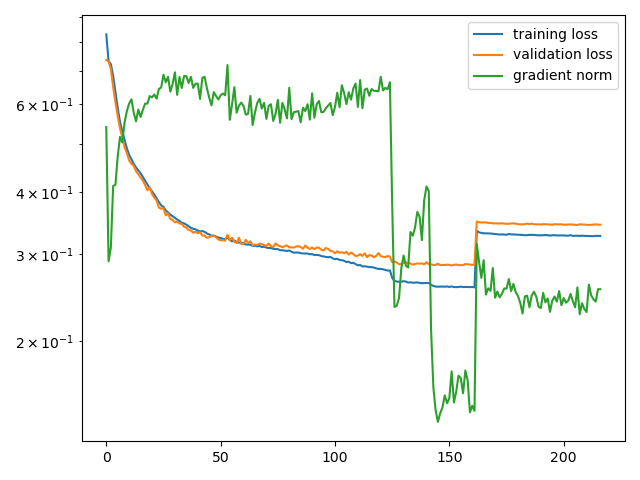 training loss
validation loss
gradient norm
6 × 10⁻¹
4 × 10⁻¹
3 × 10⁻¹
2 × 10⁻¹
0 50 100 150 200